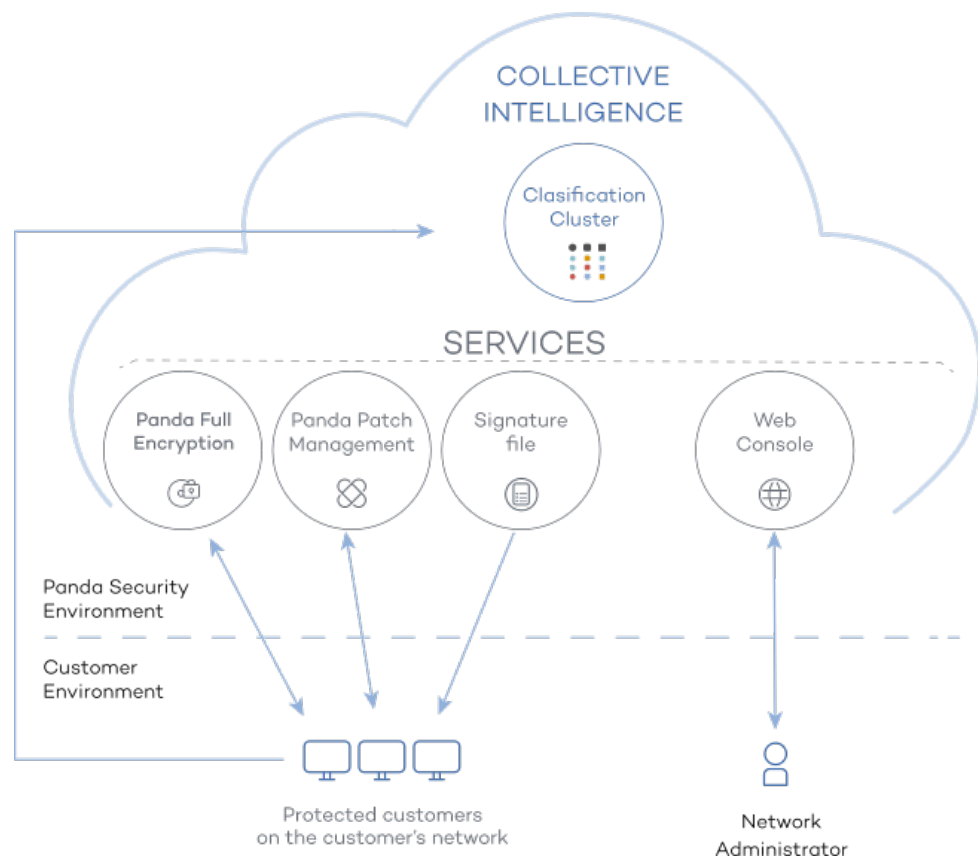 COLLECTIVE
INTELLIGENCE
Clasification
Cluster
SERVICES
Panda Full
Encryption
Panda Patch
Management
Signature
file
Web
Console
Panda Security
Environment
Customer
Environment
Protected customers
on the customer's network
Network
Administrator